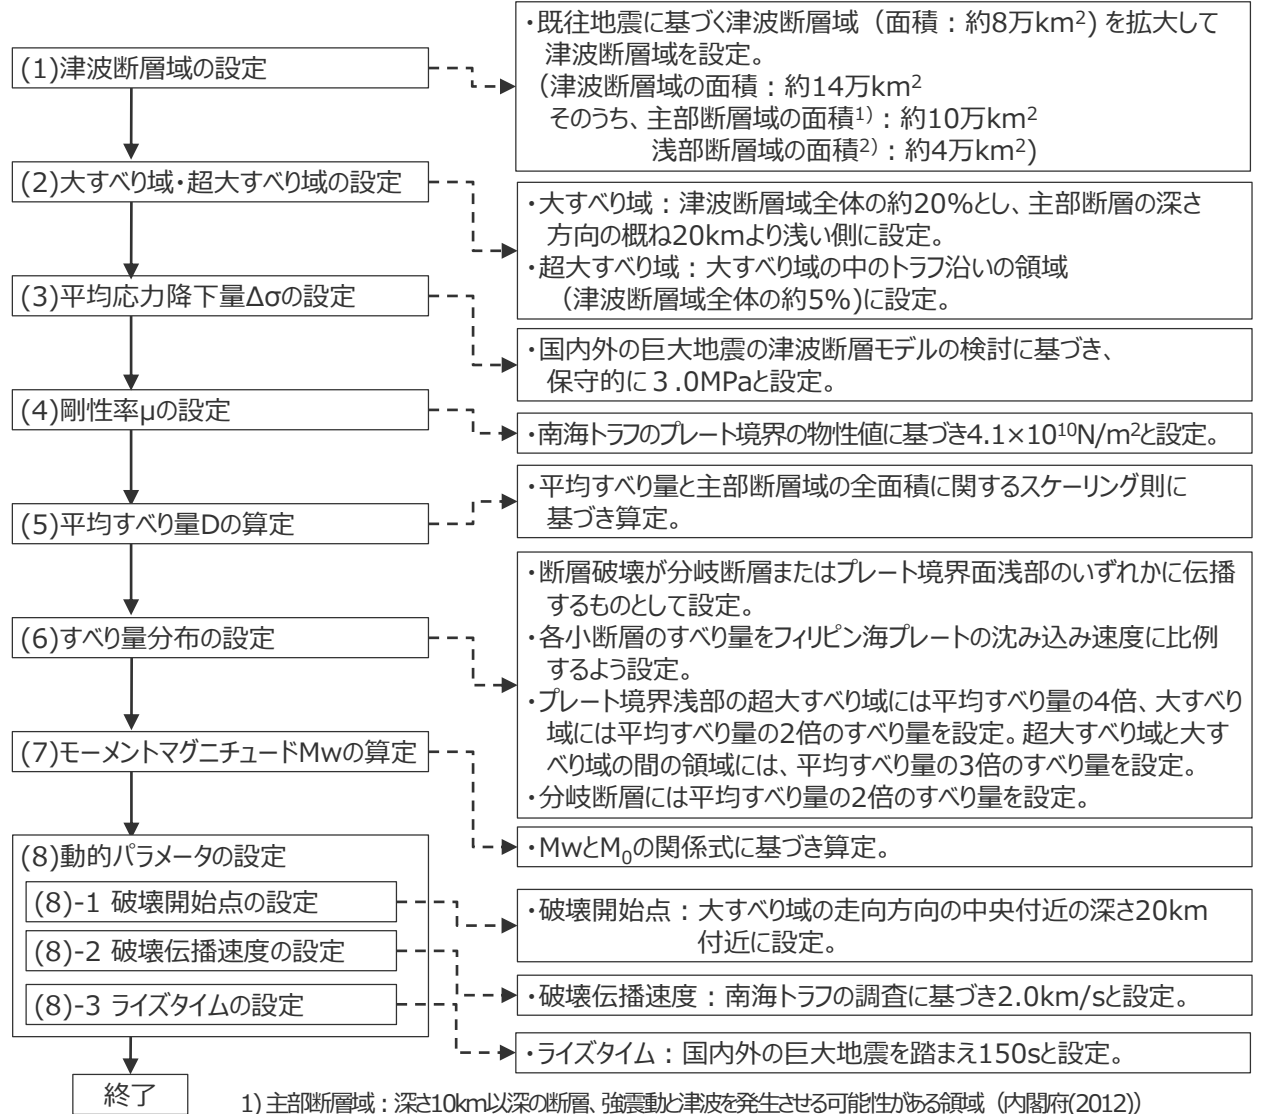 (1)津波断層域の設定
・既往地震に基づく津波断層域（面積：約8万km²) を拡大して
津波断層域を設定。
（津波断層域の面積：約14万km²
そのうち、主部断層域の面積¹⁾：約10万km²
浅部断層域の面積²⁾：約4万km²)
(2)大すべり域・超大すべり域の設定
・大すべり域：津波断層域全体の約20%とし、主部断層の深さ
方向の概ね20kmより浅い側に設定。
・超大すべり域：大すべり域の中のトラフ沿いの領域
（津波断層域全体の約5%)に設定。
(3)平均応力降下量Δσの設定
・国内外の巨大地震の津波断層モデルの検討に基づき、
保守的に３.0MPaと設定。
(4)剛性率μの設定
・南海トラフのプレート境界の物性値に基づき4.1×10¹⁰N/m²と設定。
(5)平均すべり量Dの算定
・平均すべり量と主部断層域の全面積に関するスケーリング則に
基づき算定。
(6)すべり量分布の設定
・断層破壊が分岐断層またはプレート境界面浅部のいずれかに伝播
するものとして設定。
・各小断層のすべり量をフィリピン海プレートの沈み込み速度に比例
するよう設定。
・プレート境界浅部の超大すべり域には平均すべり量の4倍、大すべり
域には平均すべり量の2倍のすべり量を設定。超大すべり域と大す
べり域の間の領域には、平均すべり量の3倍のすべり量を設定。
・分岐断層には平均すべり量の2倍のすべり量を設定。
(7)モーメントマグニチュードMwの算定
・MwとM₀の関係式に基づき算定。
(8)動的パラメータの設定
(8)-1 破壊開始点の設定
・破壊開始点：大すべり域の走向方向の中央付近の深さ20km
付近に設定。
(8)-2 破壊伝播速度の設定
・破壊伝播速度：南海トラフの調査に基づき2.0km/sと設定。
(8)-3 ライズタイムの設定
・ライズタイム：国内外の巨大地震を踏まえ150sと設定。
終了
1) 主部断層域：深さ10km以深の断層、強震動と津波を発生させる可能性がある領域（内閣府(2012))